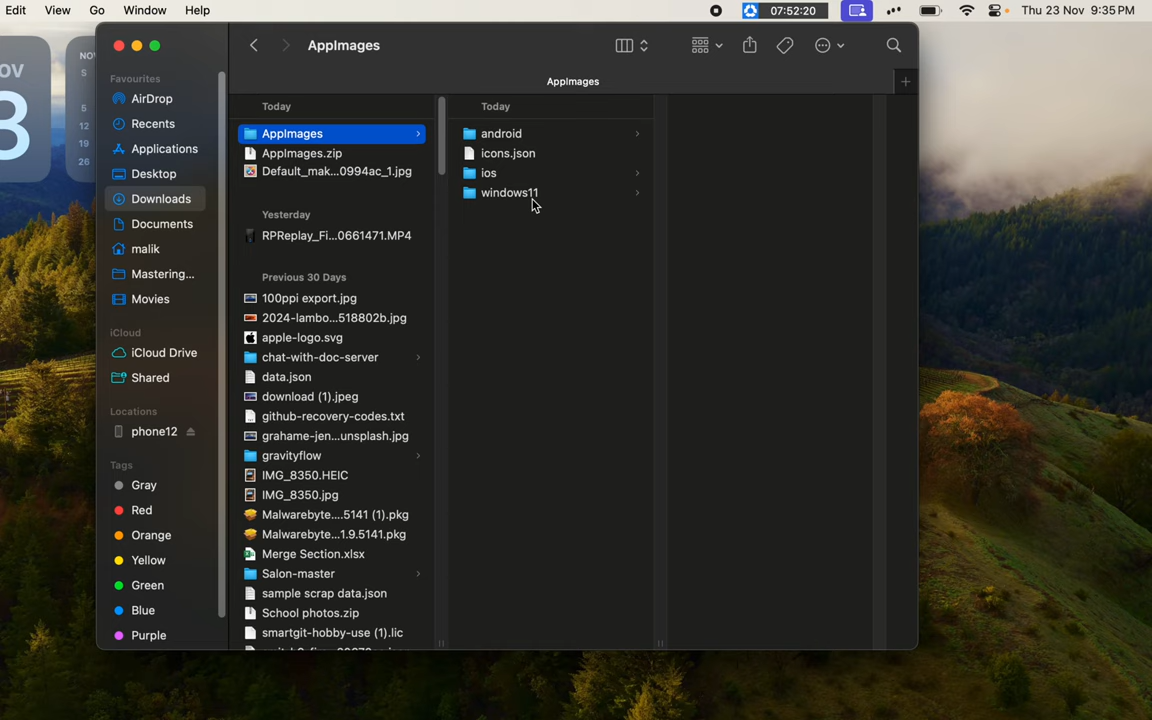 Edit View Go Window Help 07:52:20 Thu 23 Nov 9:35 PM
AppImages
AppImages
Favourites
AirDrop
Recents
Applications
Desktop
Downloads
Documents
malik
Mastering...
Movies
iCloud
iCloud Drive
Shared
Locations
phone12
Tags
Gray
Red
Orange
Yellow
Green
Blue
Purple
Today
AppImages
AppImages.zip
Default_mak...0994ac_1.jpg
Yesterday
RPReplay_Fi...0661471.MP4
Previous 30 Days
100ppi export.jpg
2024-lambo...518802b.jpg
apple-logo.svg
chat-with-doc-server
data.json
download (1).jpeg
github-recovery-codes.txt
grahame-jen...unsplash.jpg
gravityflow
IMG_8350.HEIC
IMG_8350.jpg
Malwarebyte....5141 (1).pkg
Malwarebyte...1.9.5141.pkg
Merge Section.xlsx
Salon-master
sample scrap data.json
School photos.zip
smartgit-hobby-use (1).lic
Today
android
icons.json
ios
windows11